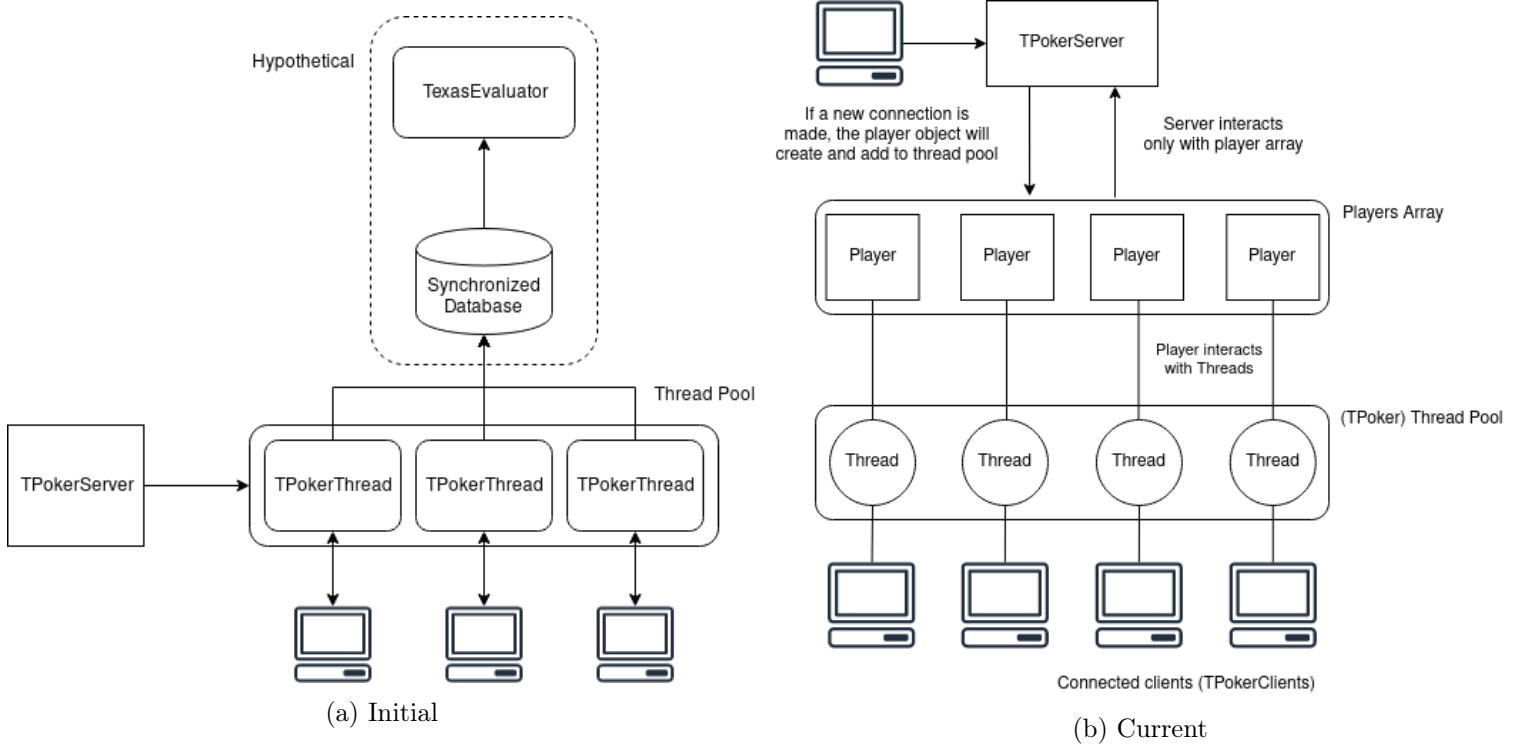 Hypothetical
TexasEvaluator
Synchronized
Database
Thread Pool
TPokerServer
TPokerThread
TPokerThread
TPokerThread
(a) Initial
TPokerServer
If a new connection is
made, the player object will
create and add to thread pool
Server interacts
only with player array
Players Array
Player
Player
Player
Player
Player interacts
with Threads
(TPoker) Thread Pool
Thread
Thread
Thread
Thread
Connected clients (TPokerClients)
(b) Current